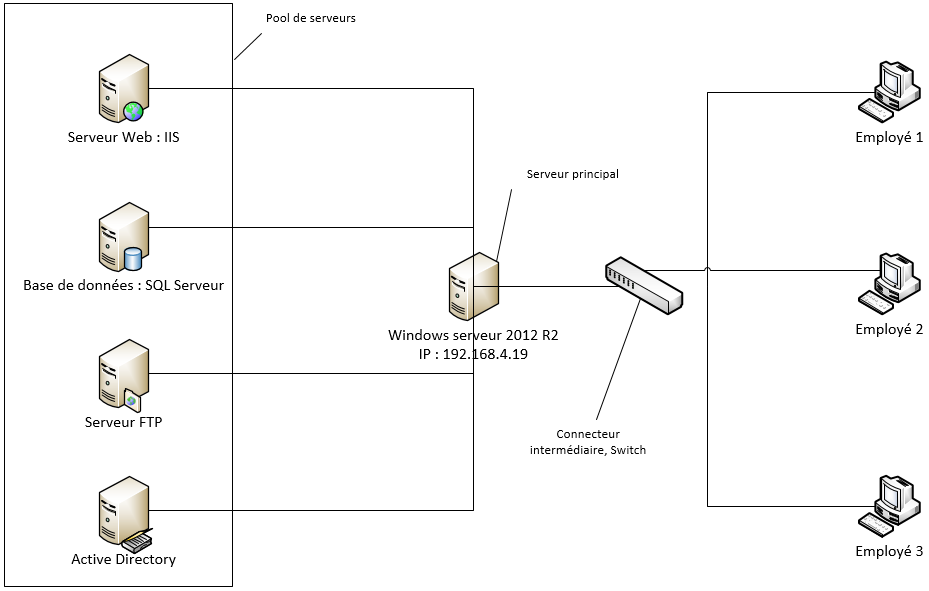 Pool de serveurs
Serveur Web : IIS
Employé 1
Serveur principal
Base de données : SQL Serveur
Windows serveur 2012 R2
IP : 192.168.4.19
Employé 2
Serveur FTP
Connecteur
intermédiaire, Switch
Active Directory
Employé 3